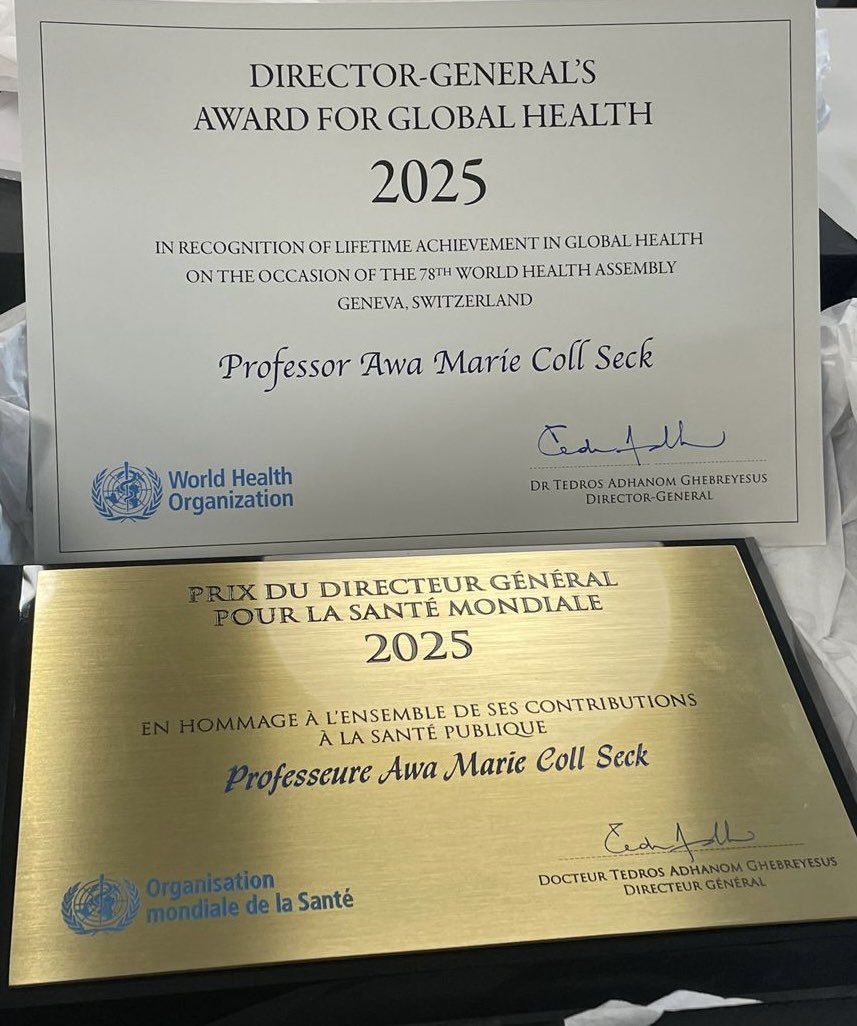 DIRECTOR-GENERAL'S
AWARD FOR GLOBAL HEALTH
2025
IN RECOGNITION OF LIFETIME ACHIEVEMENT IN GLOBAL HEALTH
ON THE OCCASION OF THE 78TH WORLD HEALTH ASSEMBLY
GENEVA, SWITZERLAND
Professor Awa Marie Coll Seck
World Health
Organization
DR TEDROS ADHANOM GHEBREYESUS
DIRECTOR-GENERAL
PRIX DU DIRECTEUR GÉNÉRAL
POUR LA SANTÉ MONDIALE
2025
EN HOMMAGE À L'ENSEMBLE DE SES CONTRIBUTIONS
À LA SANTÉ PUBLIQUE
Professeure Awa Marie Coll Seck
Organisation
mondiale de la Santé
DOCTEUR TEDROS ADHANOM GHEBREYESUS
DIRECTEUR GÉNÉRAL